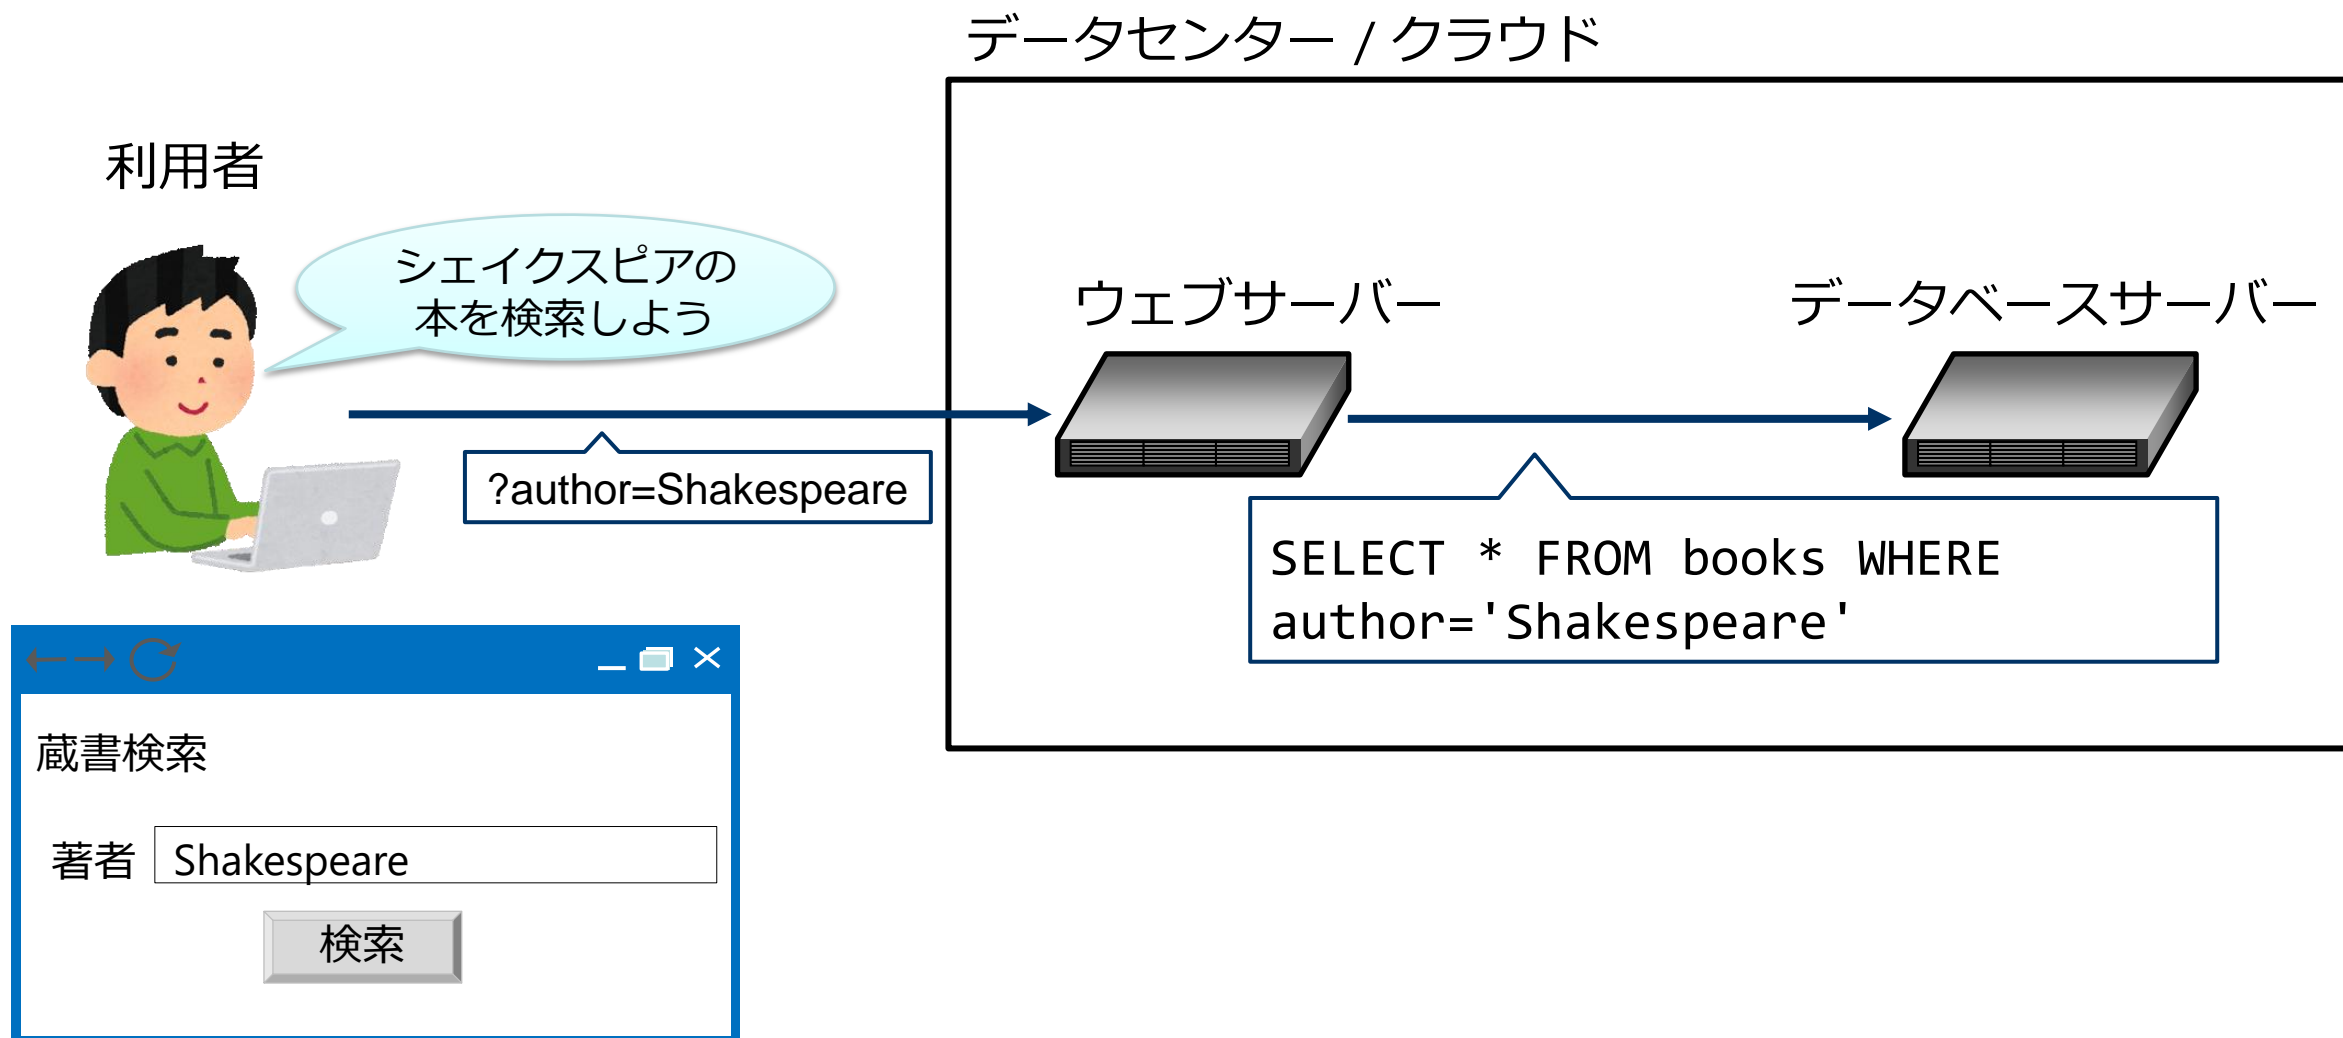 データセンター / クラウド
利用者
シェイクスピアの
本を検索しよう
ウェブサーバー
データベースサーバー
?author=Shakespeare
SELECT * FROM books WHERE
author='Shakespeare'
蔵書検索
著者 Shakespeare
検索